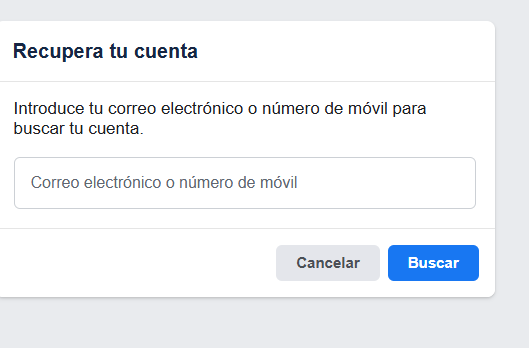 Recupera tu cuenta
Introduce tu correo electrónico o número de móvil para
buscar tu cuenta.
Correo electrónico o número de móvil
Cancelar
Buscar